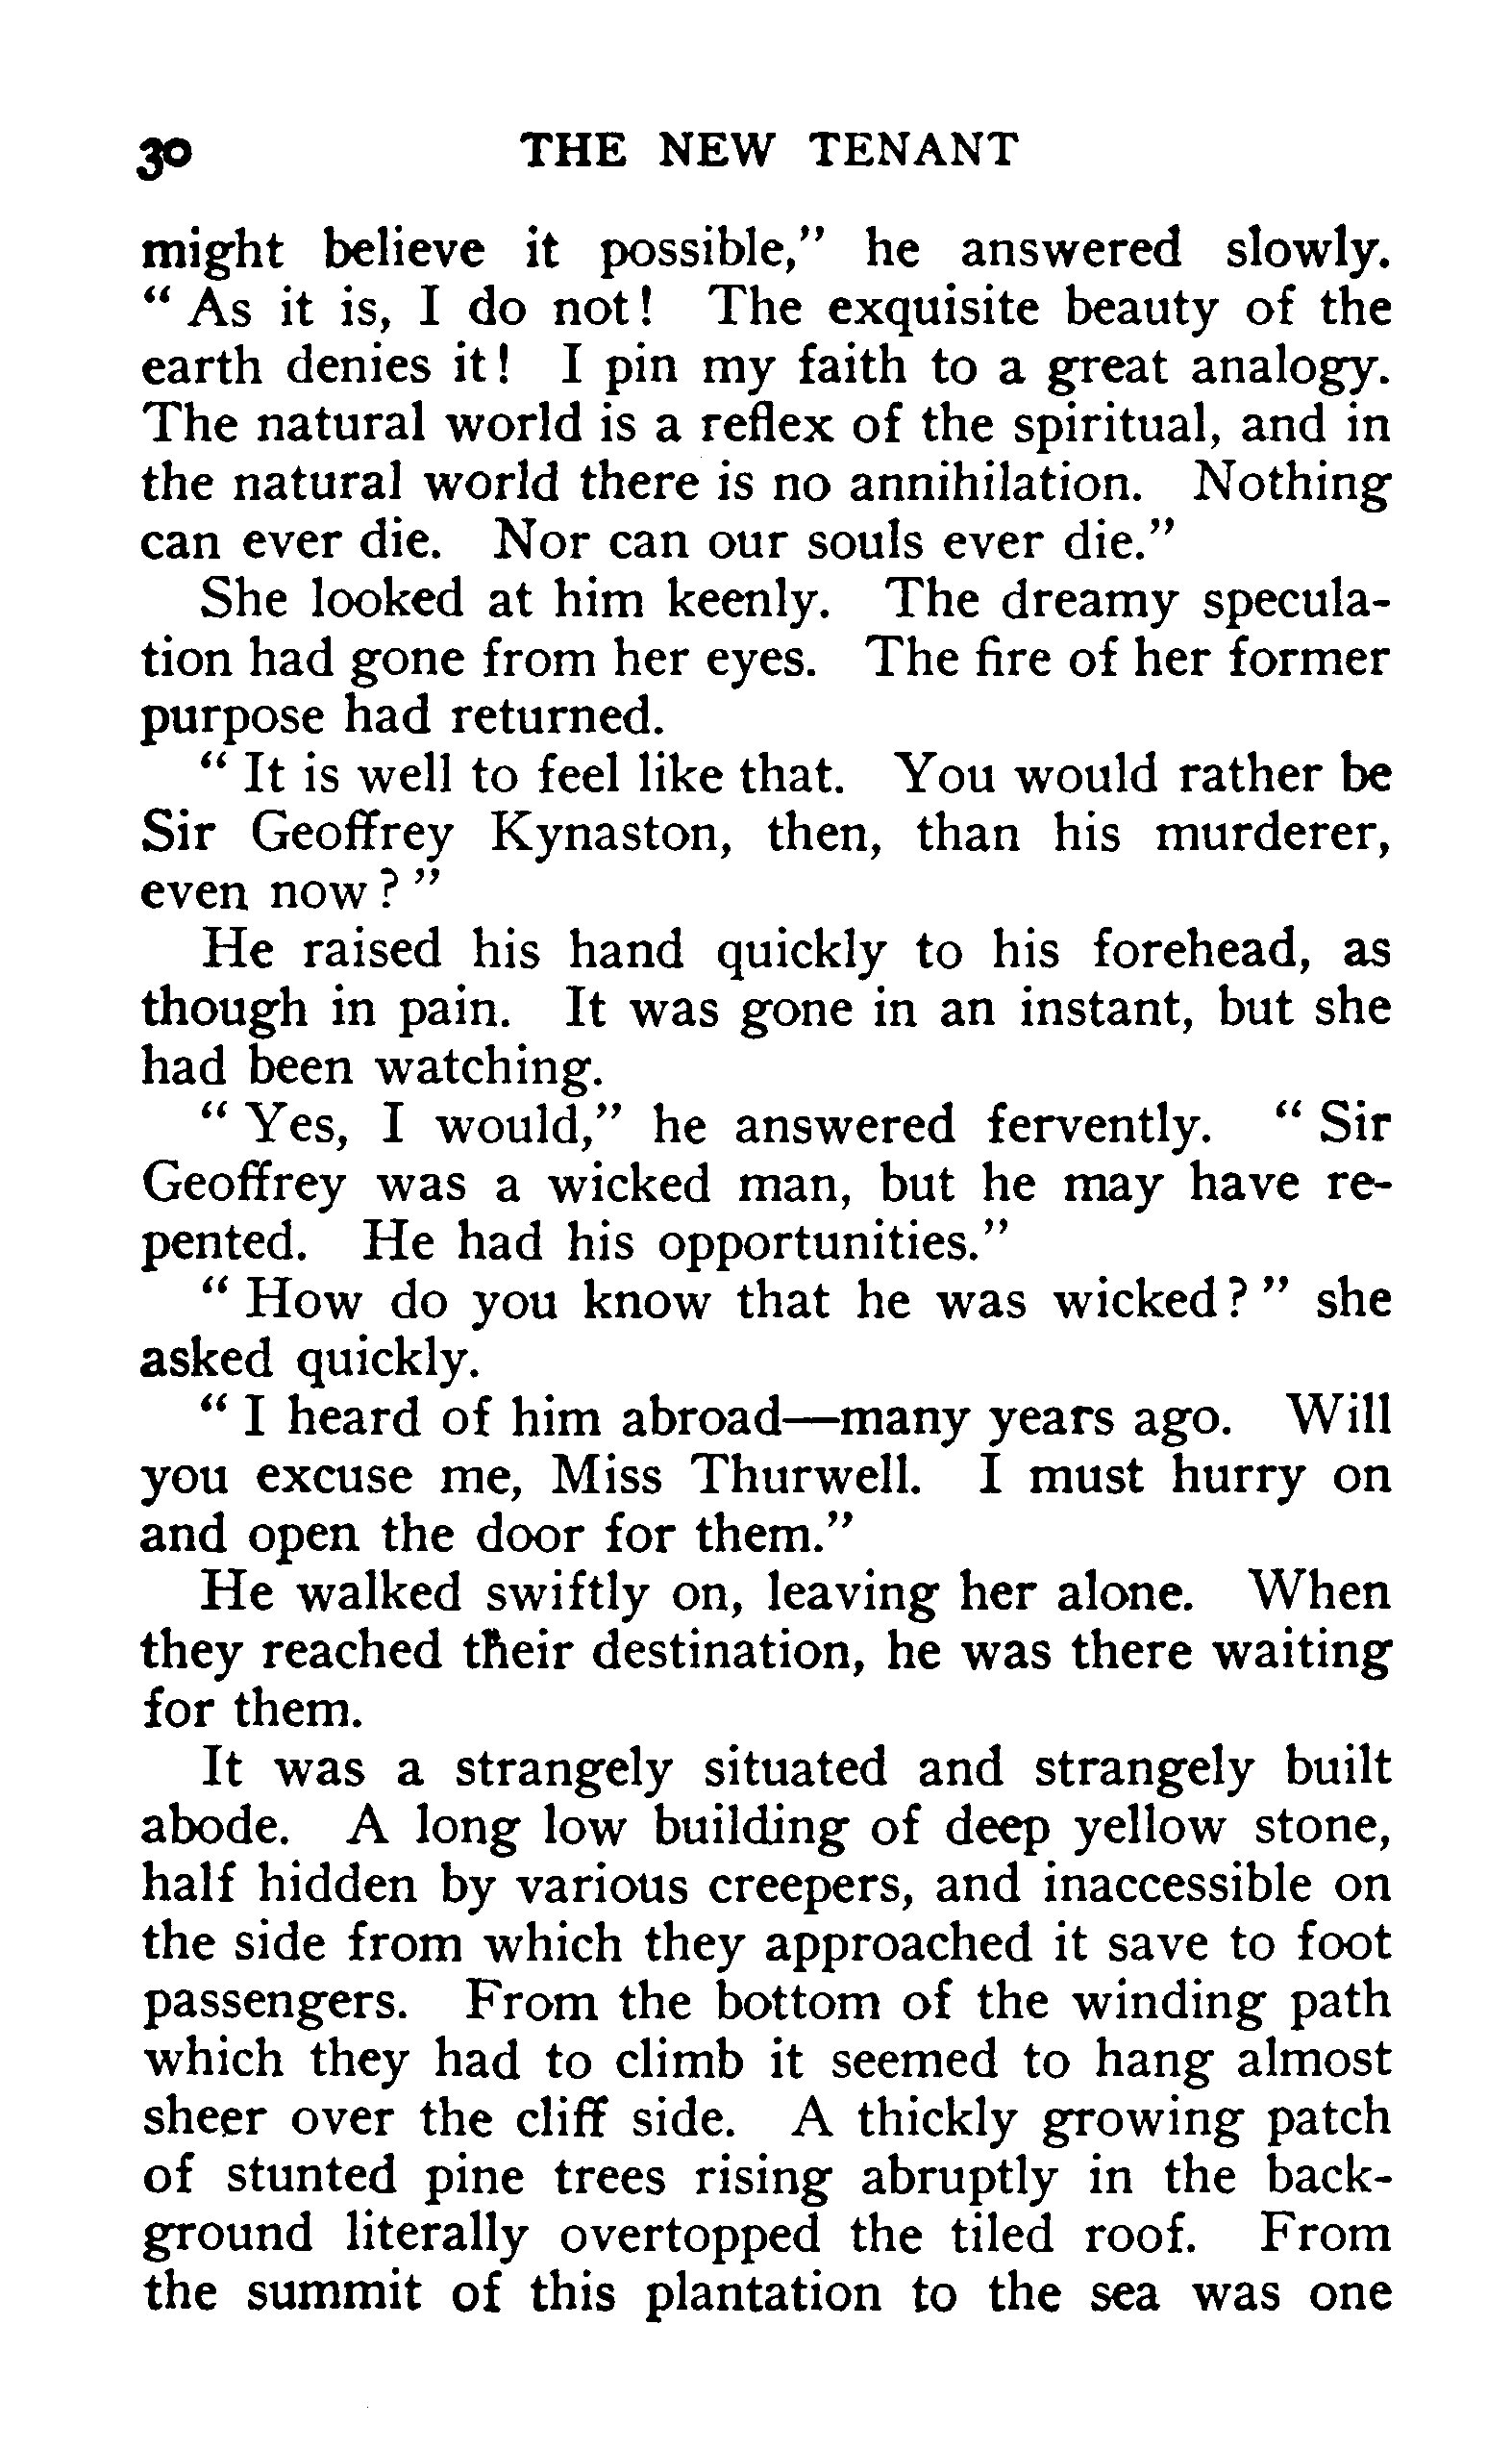 30 THE NEW TENANT
might believe it possible,” he answered slowly.
“ As it is, I do not! The exquisite beauty of the
earth denies it! I pin my faith to a great analogy.
The natural world is a reflex of the spiritual, and in
the natural world there is no annihilation. Nothing
can ever die. Nor can our souls ever die.”
She looked at him keenly. The dreamy specula-
tion had gone from her eyes. The fire of her former
purpose had returned.
“ It is well to feel like that. You would rather be
Sir Geoffrey Kynaston, then, than his murderer,
even now ? ”
He raised his hand quickly to his forehead, as
though in pain. It was gone in an instant, but she
had been watching.
“ Yes, I would,” he answered fervently. “ Sir
Geoffrey was a wicked man, but he may have re-
pented. He had his opportunities.”
“ How do you know that he was wicked ? ” she
asked quickly.
“ I heard of him abroad—many years ago. Will
you excuse me, Miss Thurwell. I must hurry on
and open the door for them.”
He walked swiftly on, leaving her alone. When
they reached their destination, he was there waiting
for them.
It was a strangely situated and strangely built
abode. A long low building of deep yellow stone,
half hidden by various creepers, and inaccessible on
the side from which they approached it save to foot
passengers. From the bottom of the winding path
which they had to climb it seemed to hang almost
sheer over the cliff side. A thickly growing patch
of stunted pine trees rising abruptly in the back-
ground literally overtopped the tiled roof. From
the summit of this plantation to the sea was one